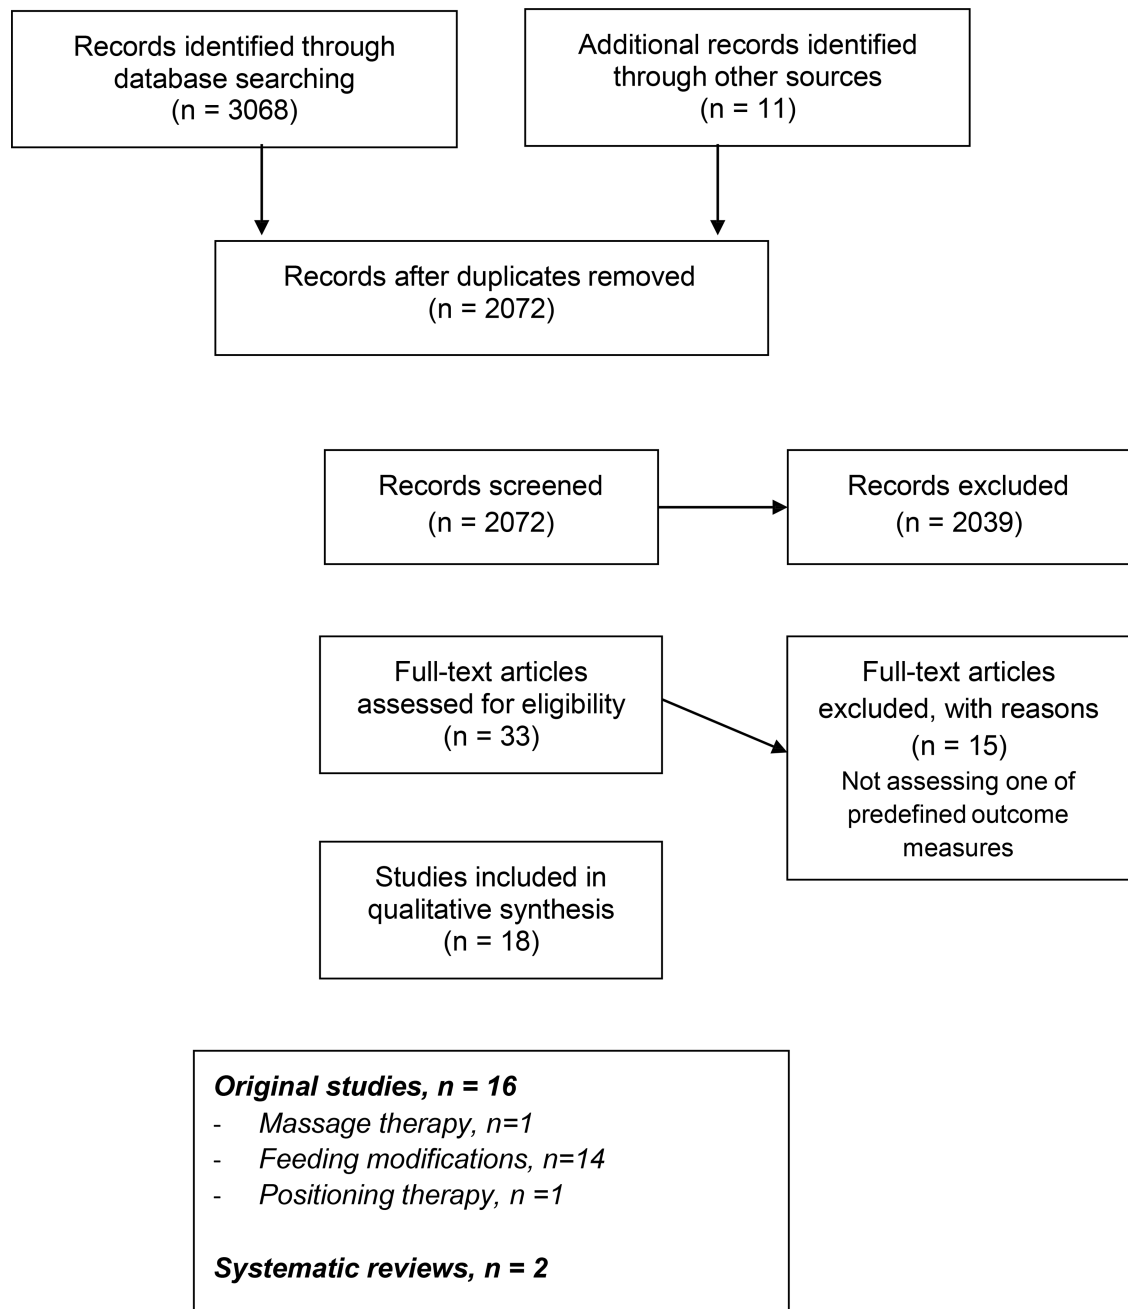 Records identified through
database searching
(n = 3068)
Additional records identified
through other sources
(n = 11)
Records after duplicates removed
(n = 2072)
Records screened
(n = 2072)
Records excluded
(n = 2039)
Full-text articles
assessed for eligibility
(n = 33)
Full-text articles
excluded, with reasons
(n = 15)
Not assessing one of
predefined outcome
measures
Studies included in
qualitative synthesis
(n = 18)
Original studies, n = 16
- Massage therapy, n=1
- Feeding modifications, n=14
- Positioning therapy, n =1
Systematic reviews, n = 2